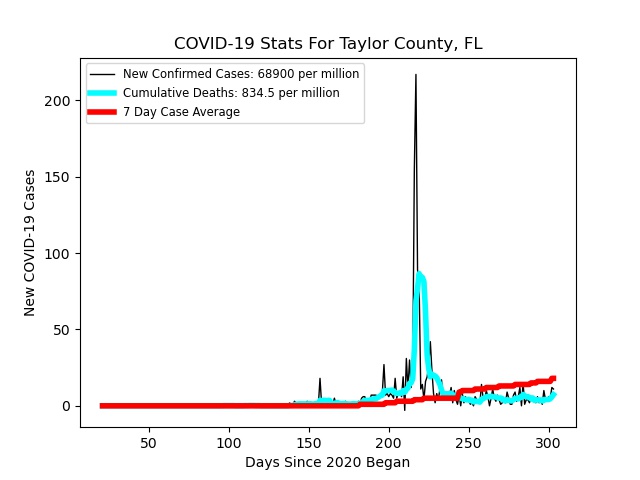 COVID-19 Stats For Taylor County, FL
New Confirmed Cases: 68900 per million
Cumulative Deaths: 834.5 per million
7 Day Case Average
New COVID-19 Cases
200
150
100
50
0
50 100 150 200 250 300
Days Since 2020 Began